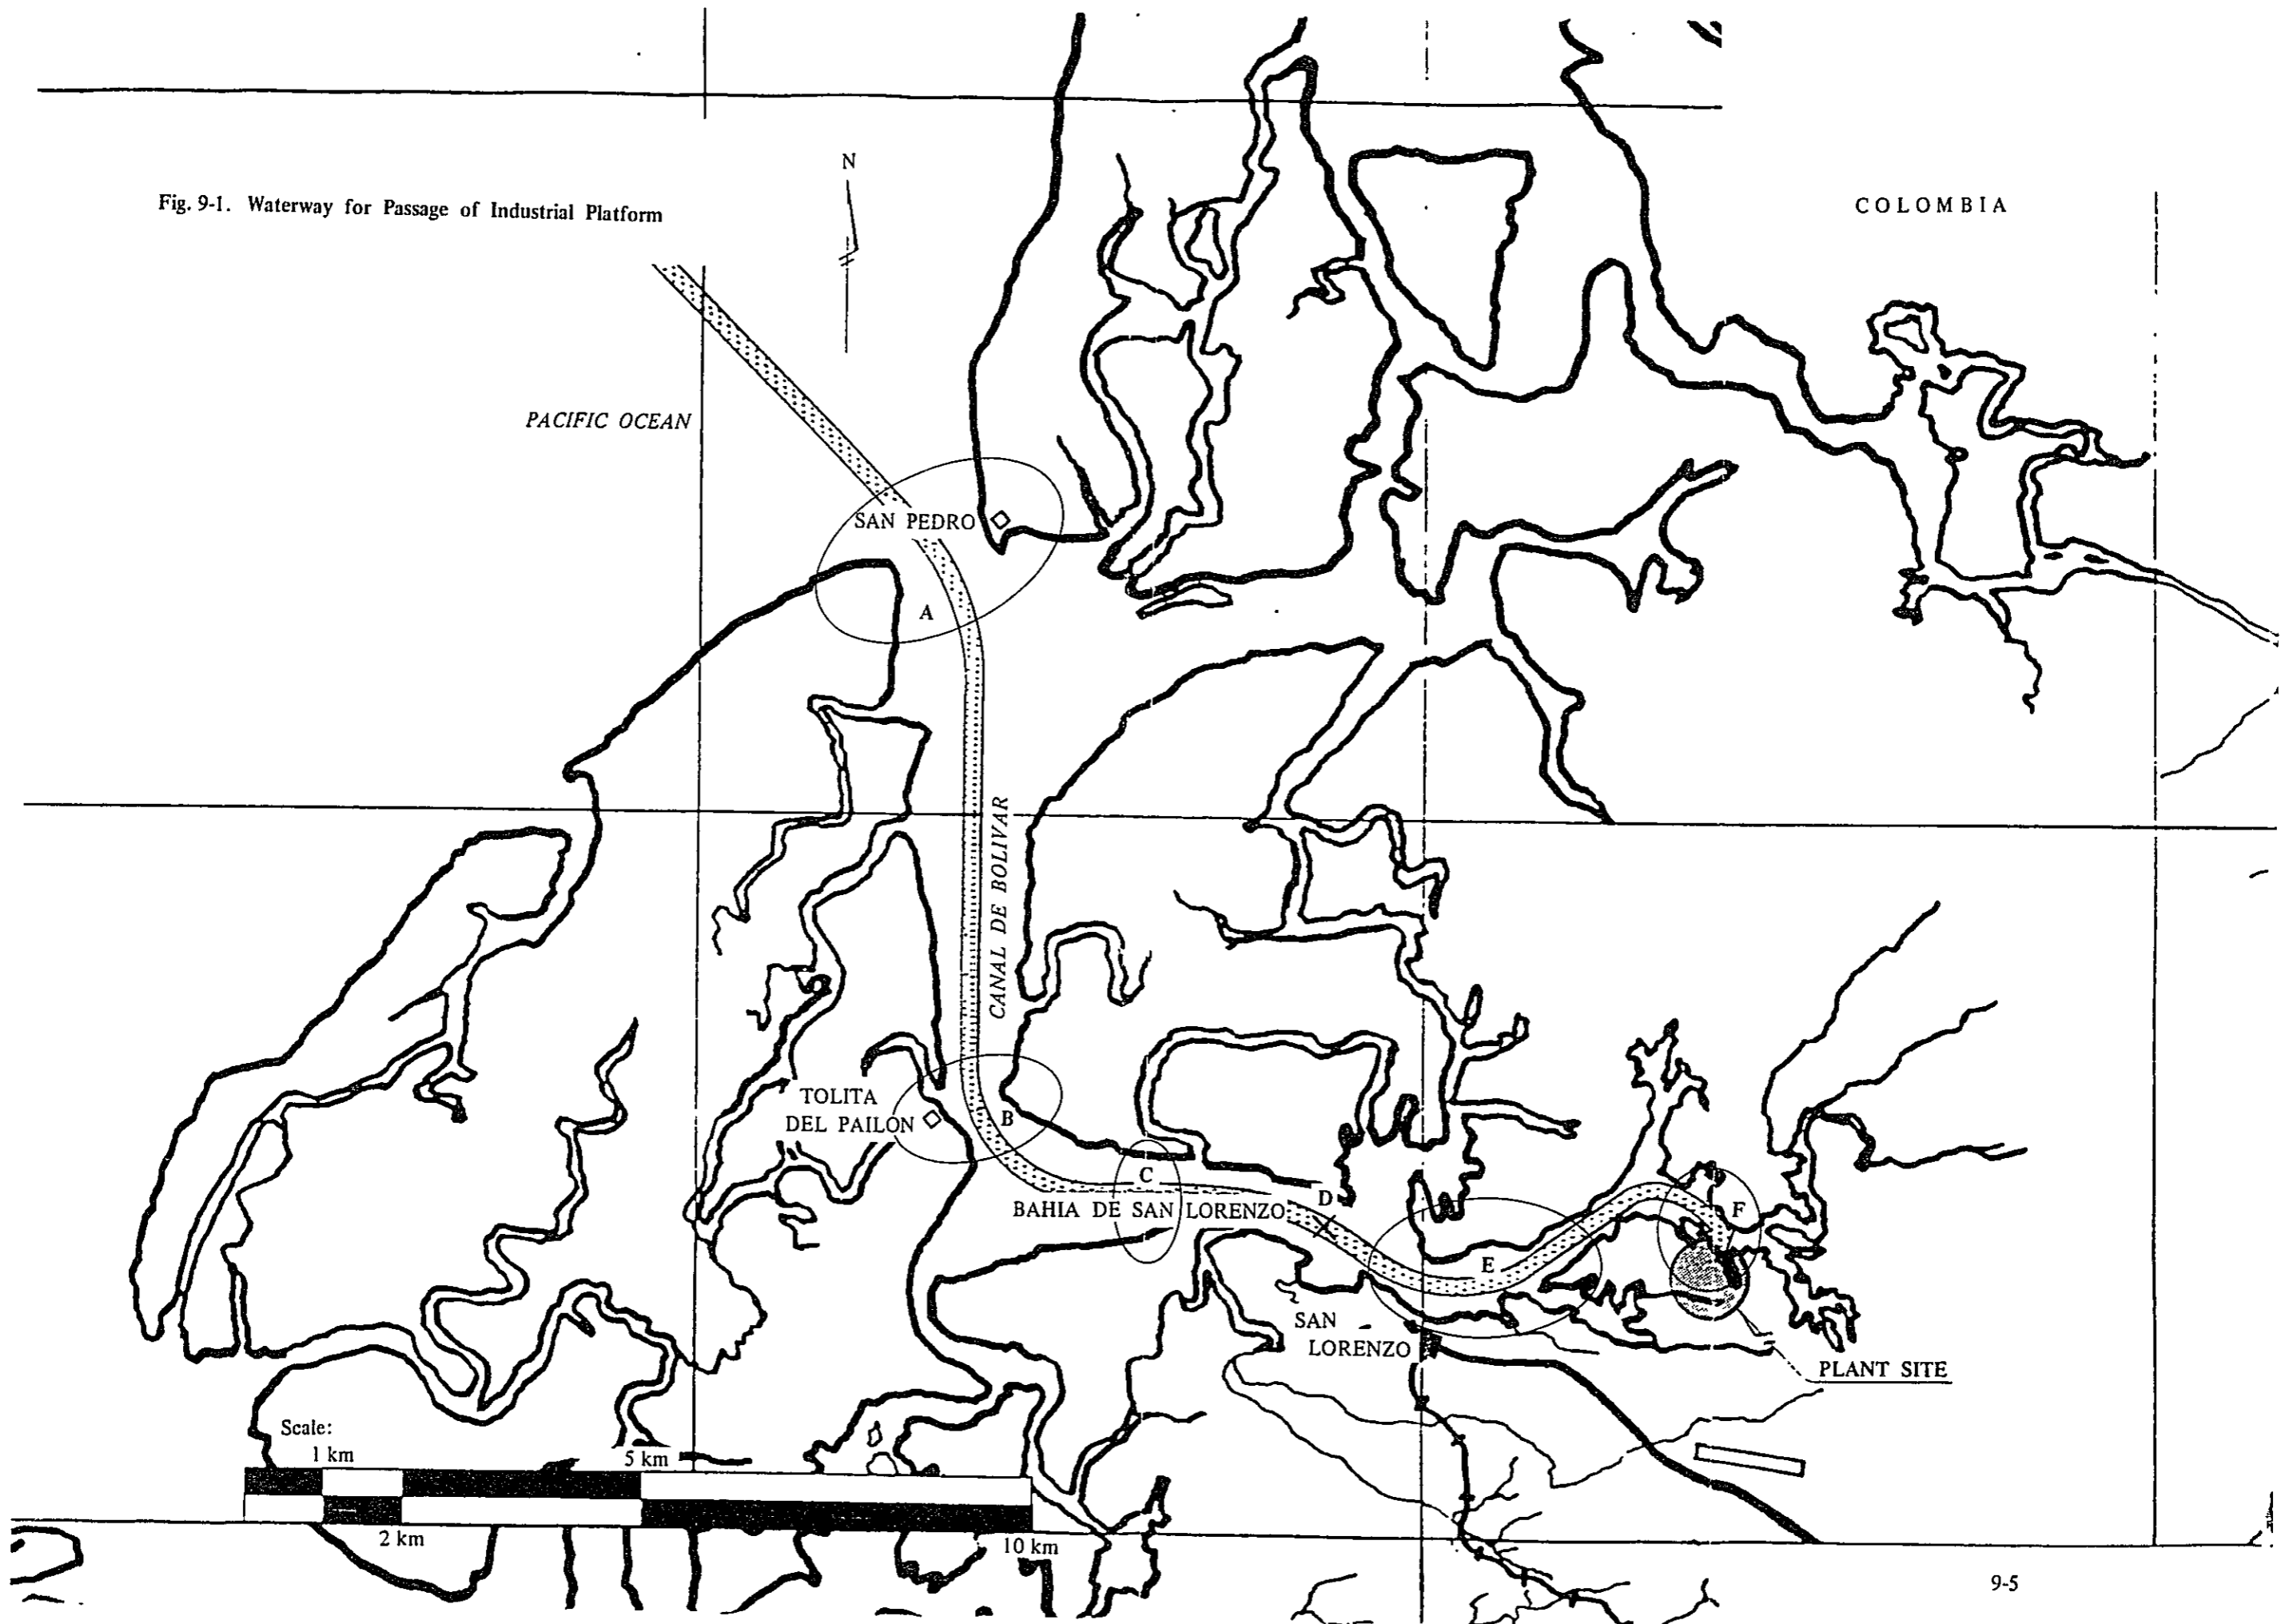 N
Fig. 9-1. Waterway for Passage of Industrial Platform
COLOMBIA
PACIFIC OCEAN
SAN PEDRO
A
CANAL DE BOLIVAR
TOLITA
DEL PAILON
B
C
D
BAHIA DE SAN LORENZO
E
F
SAN
LORENZO
PLANT SITE
Scale:
1 km
5 km
2 km
10 km
9-5